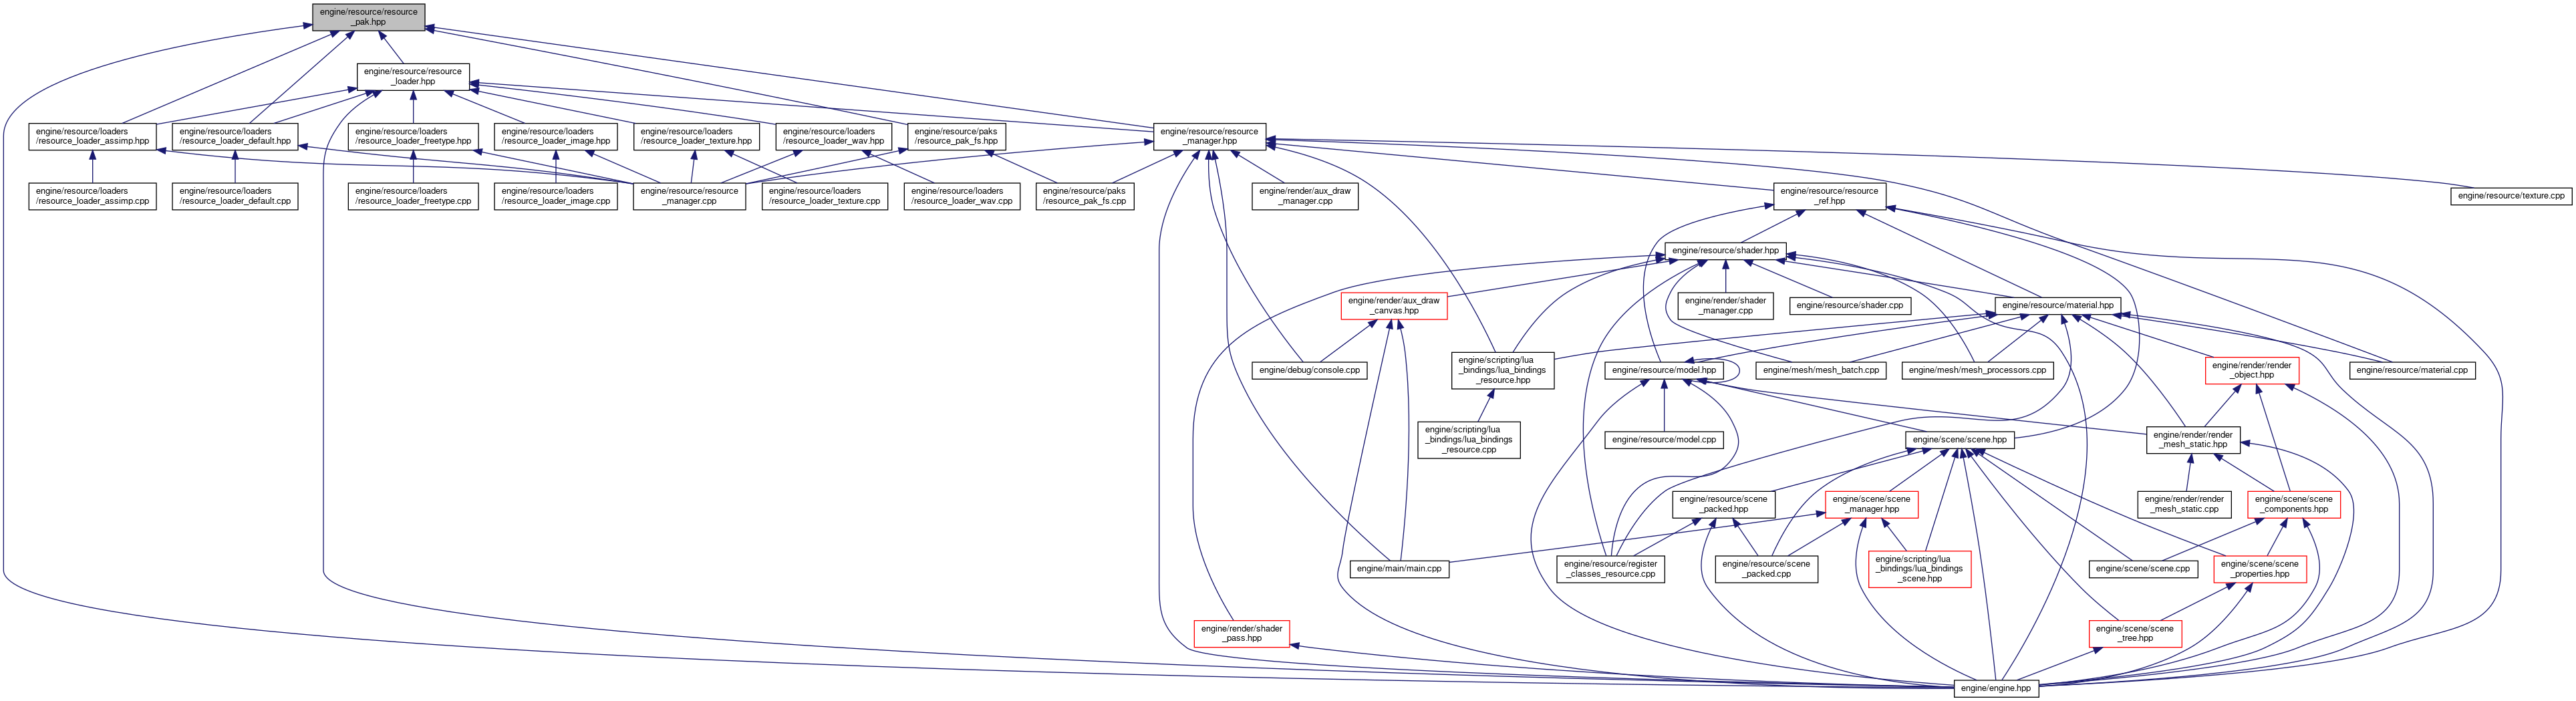 engine/resource/resource
_pak.hpp
engine/resource/resource
_loader.hpp
engine/resource/loaders
/resource_loader_assimp.hpp
engine/resource/loaders
/resource_loader_default.hpp
engine/resource/loaders
/resource_loader_freetype.hpp
engine/resource/loaders
/resource_loader_image.hpp
engine/resource/loaders
/resource_loader_texture.hpp
engine/resource/loaders
/resource_loader_wav.hpp
engine/resource/paks
/resource_pak_fs.hpp
engine/resource/resource
_manager.hpp
engine/resource/loaders
/resource_loader_assimp.cpp
engine/resource/loaders
/resource_loader_default.cpp
engine/resource/loaders
/resource_loader_freetype.cpp
engine/resource/loaders
/resource_loader_image.cpp
engine/resource/resource
_manager.cpp
engine/resource/loaders
/resource_loader_texture.cpp
engine/resource/loaders
/resource_loader_wav.cpp
engine/resource/paks
/resource_pak_fs.cpp
engine/render/aux_draw
_manager.cpp
engine/resource/resource
_ref.hpp
engine/resource/texture.cpp
engine/resource/shader.hpp
engine/render/aux_draw
_canvas.hpp
engine/render/shader
_manager.cpp
engine/resource/shader.cpp
engine/resource/material.hpp
engine/debug/console.cpp
engine/scripting/lua
_bindings/lua_bindings
_resource.hpp
engine/resource/model.hpp
engine/mesh/mesh_batch.cpp
engine/mesh/mesh_processors.cpp
engine/render/render
_object.hpp
engine/resource/material.cpp
engine/scripting/lua
_bindings/lua_bindings
_resource.cpp
engine/resource/model.cpp
engine/scene/scene.hpp
engine/render/render
_mesh_static.hpp
engine/resource/scene
_packed.hpp
engine/scene/scene
_manager.hpp
engine/render/render
_mesh_static.cpp
engine/scene/scene
_components.hpp
engine/main/main.cpp
engine/resource/register
_classes_resource.cpp
engine/resource/scene
_packed.cpp
engine/scripting/lua
_bindings/lua_bindings
_scene.hpp
engine/scene/scene.cpp
engine/scene/scene
_properties.hpp
engine/render/shader
_pass.hpp
engine/scene/scene
_tree.hpp
engine/engine.hpp